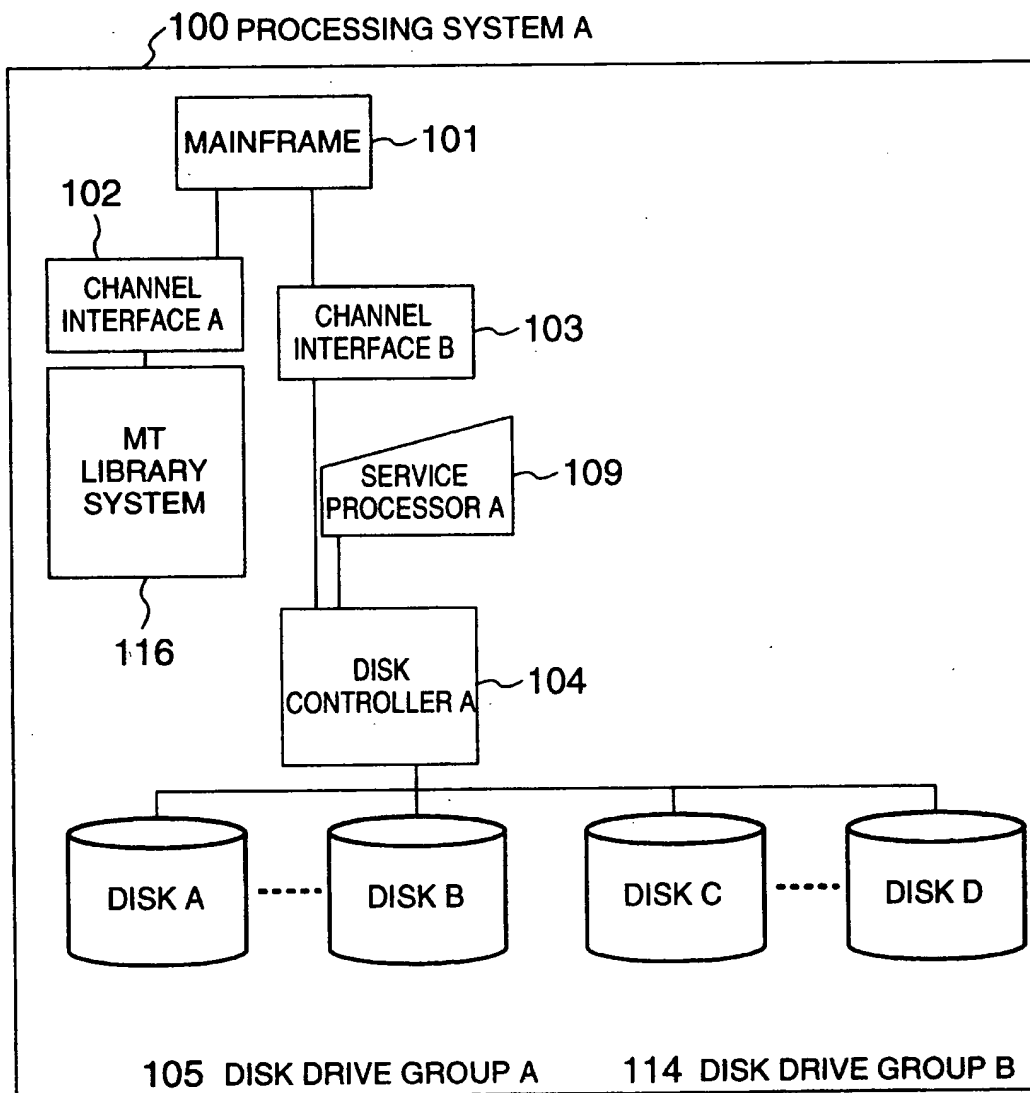 100 PROCESSING SYSTEM A
MAINFRAME
101
102
CHANNEL
INTERFACE A
CHANNEL
INTERFACE B
103
MT
LIBRARY
SYSTEM
SERVICE
PROCESSOR A
109
116
DISK
CONTROLLER A
104
DISK A
DISK B
DISK C
DISK D
105 DISK DRIVE GROUP A
114 DISK DRIVE GROUP B